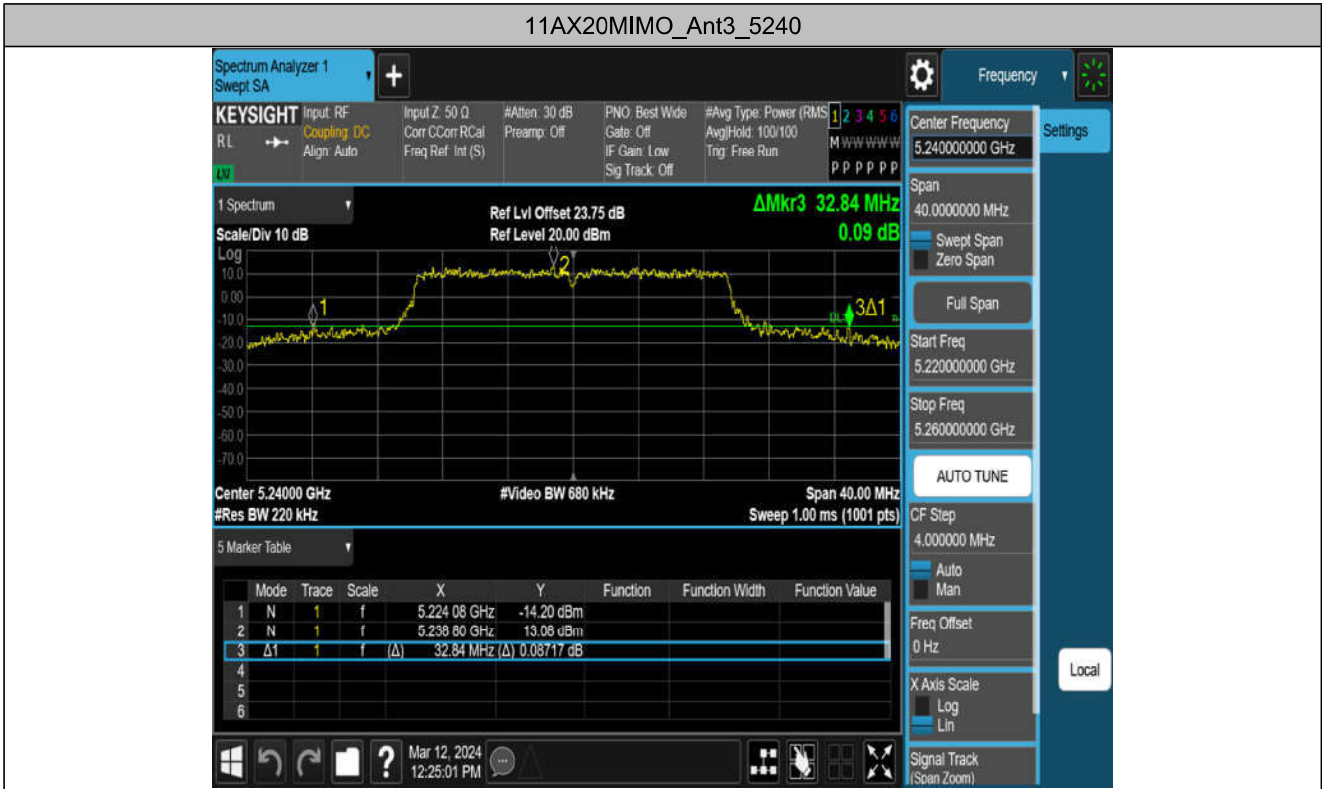 11AX20MIMO_Ant3_5240
Spectrum Analyzer 1
Swept SA
+
Frequency
KEYSIGHT
RL
LXI
Input: RF
Coupling: DC
Align: Auto
Input Z: 50 Ω
Corr CCorr RCal
Freq Ref: Int (S)
#Atten: 30 dB
Preamp: Off
PNO: Best Wide
Gate: Off
IF Gain: Low
Sig Track: Off
#Avg Type: Power (RMS
Avg|Hold: 100/100
Trig: Free Run
1 2 3 4 5 6
M W W W W W
P P P P P P
1 Spectrum
Scale/Div 10 dB
Ref Lvl Offset 23.75 dB
Ref Level 20.00 dBm
ΔMkr3 32.84 MHz
0.09 dB
Log
10.0
0.00
-10.0
-20.0
-30.0
-40.0
-50.0
-60.0
-70.0
1
2
3Δ1
Center 5.24000 GHz
#Res BW 220 kHz
#Video BW 680 kHz
Span 40.00 MHz
Sweep 1.00 ms (1001 pts)
5 Marker Table
Mode Trace Scale X Y Function Function Width Function Value
1 N 1 f 5.224 08 GHz -14.20 dBm
2 N 1 f 5.238 80 GHz 13.08 dBm
3 Δ1 1 f (Δ) 32.84 MHz (Δ) 0.08717 dB
4
5
6
Mar 12, 2024
12:25:01 PM
Center Frequency
5.240000000 GHz
Settings
Span
40.0000000 MHz
Swept Span
Zero Span
Full Span
Start Freq
5.220000000 GHz
Stop Freq
5.260000000 GHz
AUTO TUNE
CF Step
4.000000 MHz
Auto
Man
Freq Offset
0 Hz
X Axis Scale
Log
Lin
Local
Signal Track
(Span Zoom)